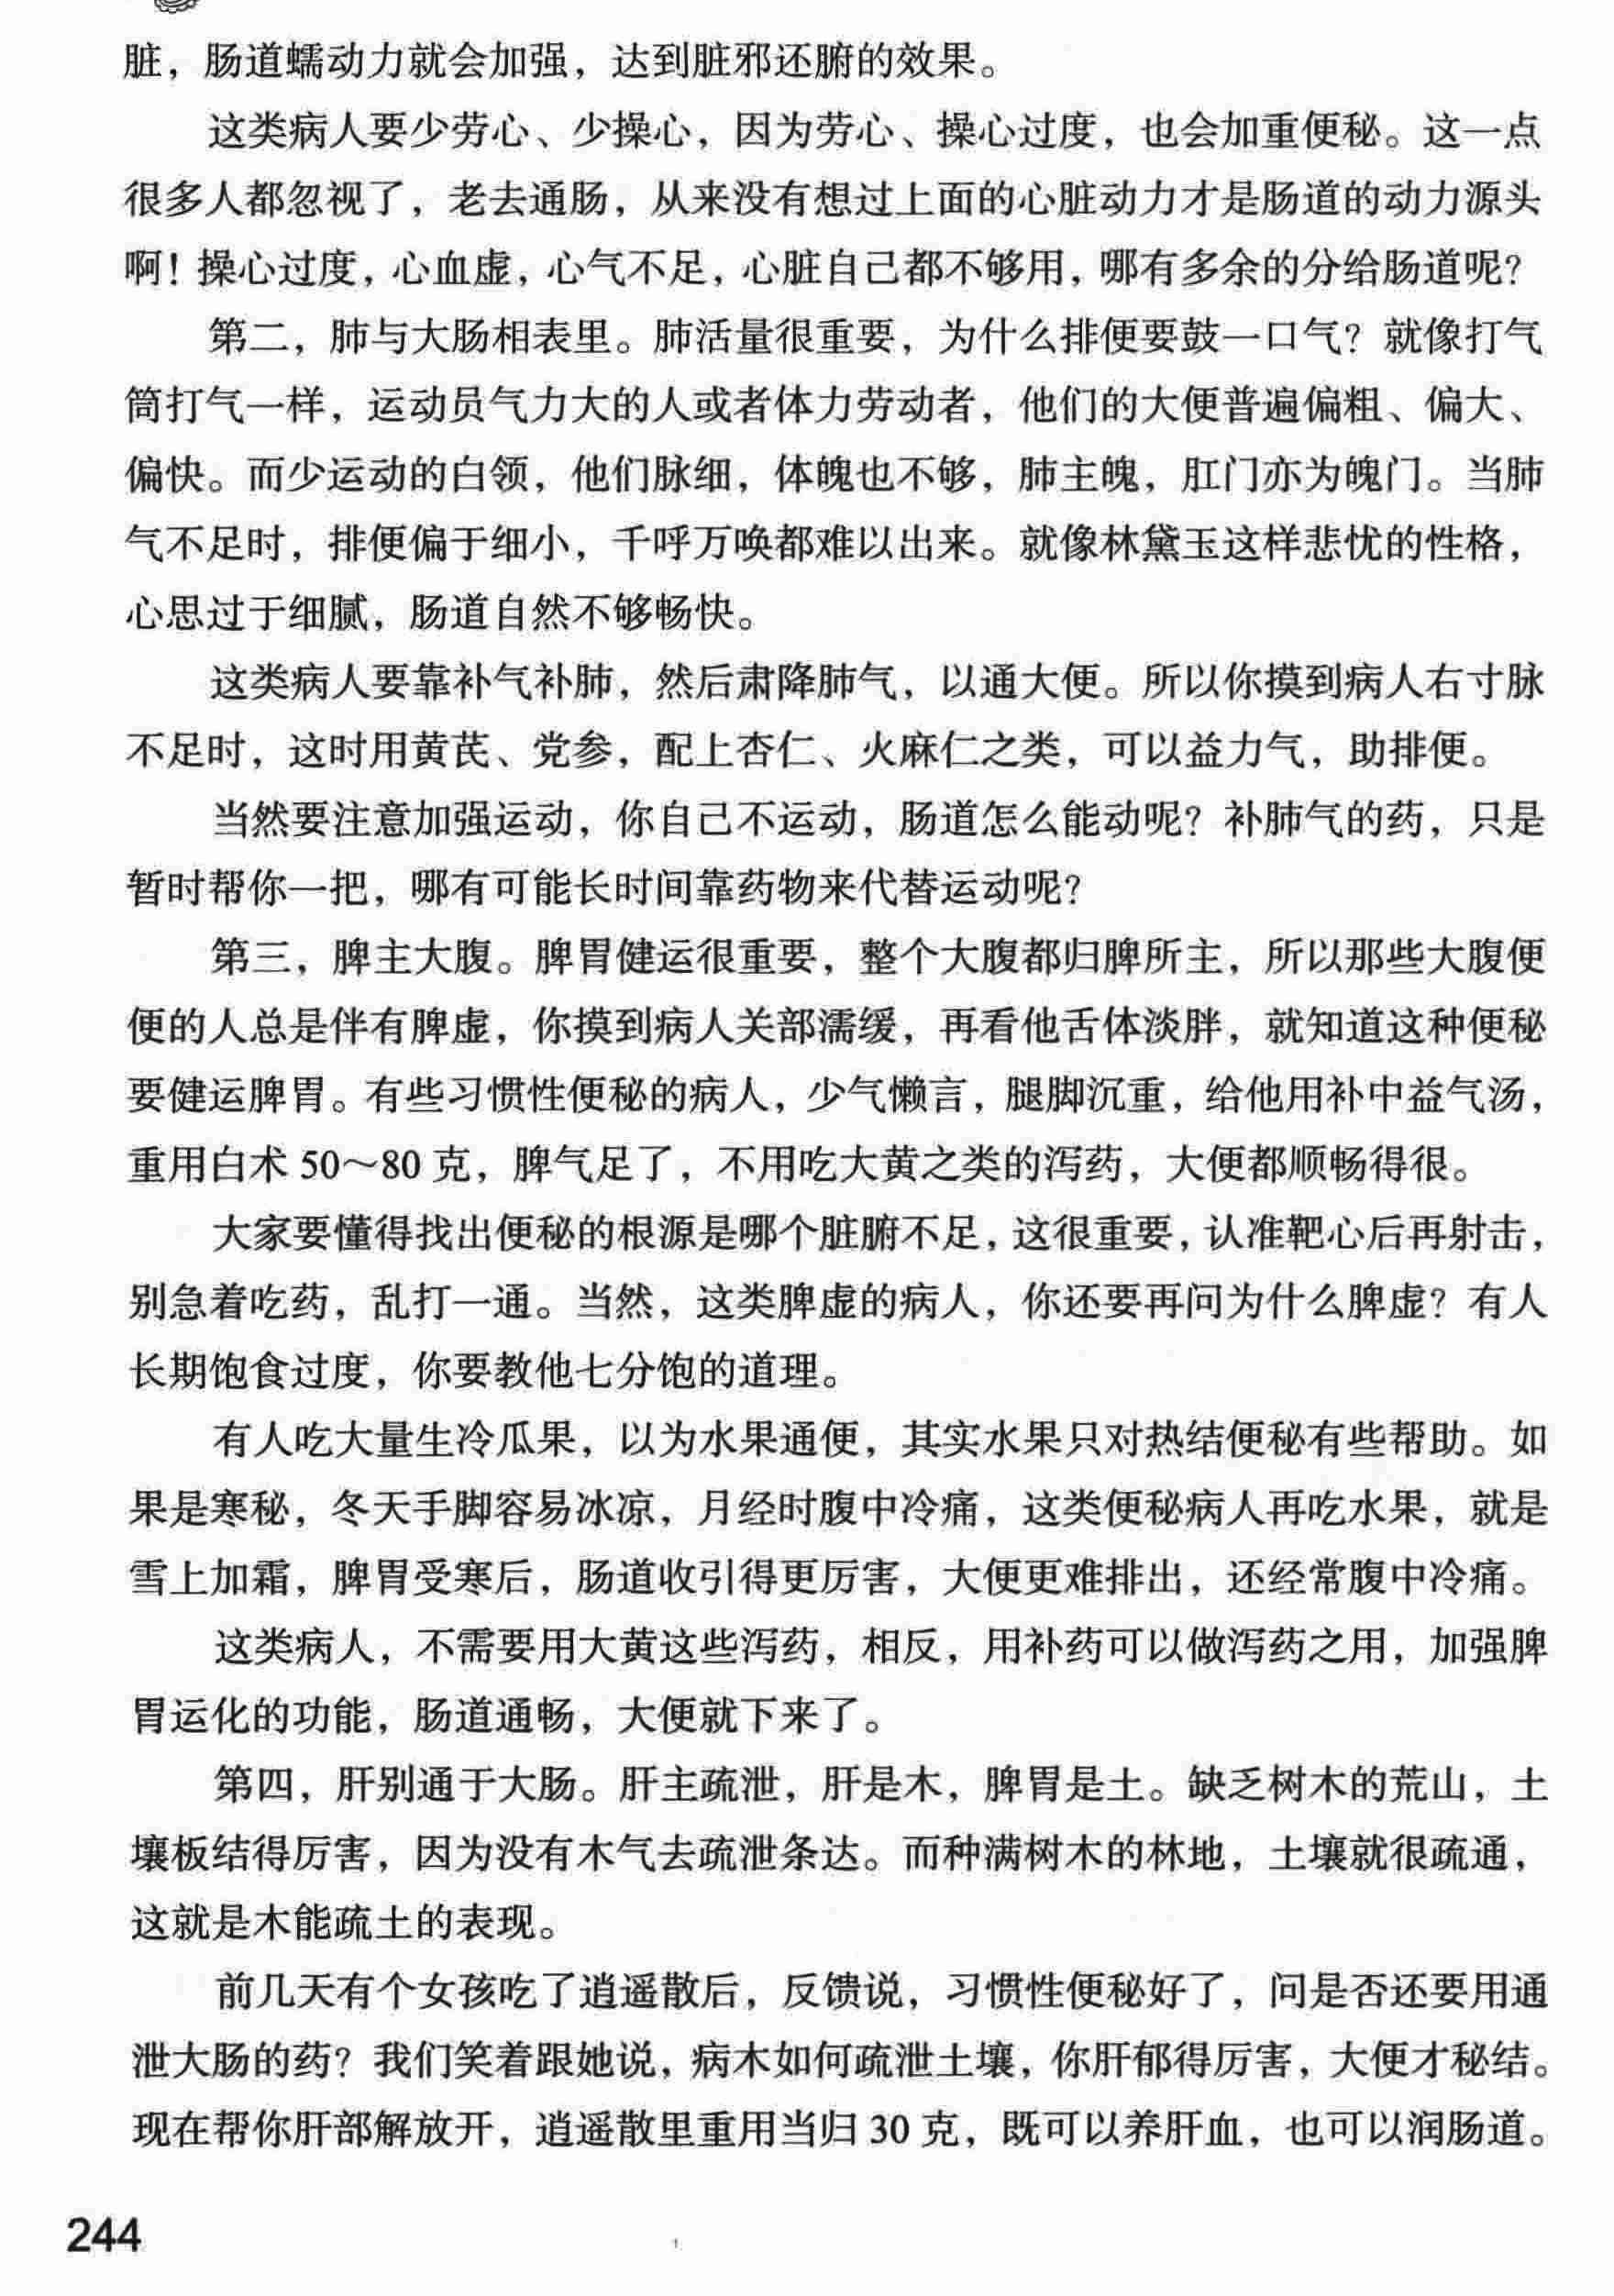 脏，肠道蠕动力就会加强，达到脏邪还腑的效果。
这类病人要少劳心、少操心，因为劳心、操心过度，也会加重便秘。这一点
很多人都忽视了，老去通肠，从来没有想过上面的心脏动力才是肠道的动力源头
啊！操心过度，心血虚，心气不足，心脏自己都不够用，哪有多余的分给肠道呢？
第二，肺与大肠相表里。肺活量很重要，为什么排便要鼓一口气？就像打气
筒打气一样，运动员气力大的人或者体力劳动者，他们的大便普遍偏粗、偏大、
偏快。而少运动的白领，他们脉细，体魄也不够，肺主魄，肛门亦为魄门。当肺
气不足时，排便偏于细小，千呼万唤都难以出来。就像林黛玉这样悲忧的性格，
心思过于细腻，肠道自然不够畅快。
这类病人要靠补气补肺，然后肃降肺气，以通大便。所以你摸到病人右寸脉
不足时，这时用黄芪、党参，配上杏仁、火麻仁之类，可以益力气，助排便。
当然要注意加强运动，你自己不运动，肠道怎么能动呢？补肺气的药，只是
暂时帮你一把，哪有可能长时间靠药物来代替运动呢？
第三，脾主大腹。脾胃健运很重要，整个大腹都归脾所主，所以那些大腹便
便的人总是伴有脾虚，你摸到病人关部濡缓，再看他舌体淡胖，就知道这种便秘
要健运脾胃。有些习惯性便秘的病人，少气懒言，腿脚沉重，给他用补中益气汤，
重用白术 50～80 克，脾气足了，不用吃大黄之类的泻药，大便都顺畅得很。
大家要懂得找出便秘的根源是哪个脏腑不足，这很重要，认准靶心后再射击，
别急着吃药，乱打一通。当然，这类脾虚的病人，你还要再问为什么脾虚？有人
长期饱食过度，你要教他七分饱的道理。
有人吃大量生冷瓜果，以为水果通便，其实水果只对热结便秘有些帮助。如
果是寒秘，冬天手脚容易冰凉，月经时腹中冷痛，这类便秘病人再吃水果，就是
雪上加霜，脾胃受寒后，肠道收引得更厉害，大便更难排出，还经常腹中冷痛。
这类病人，不需要用大黄这些泻药，相反，用补药可以做泻药之用，加强脾
胃运化的功能，肠道通畅，大便就下来了。
第四，肝别通于大肠。肝主疏泄，肝是木，脾胃是土。缺乏树木的荒山，土
壤板结得厉害，因为没有木气去疏泄条达。而种满树木的林地，土壤就很疏通，
这就是木能疏土的表现。
前几天有个女孩吃了逍遥散后，反馈说，习惯性便秘好了，问是否还要用通
泄大肠的药？我们笑着跟她说，病木如何疏泄土壤，你肝郁得厉害，大便才秘结。
现在帮你肝部解放开，逍遥散里重用当归 30 克，既可以养肝血，也可以润肠道。
244